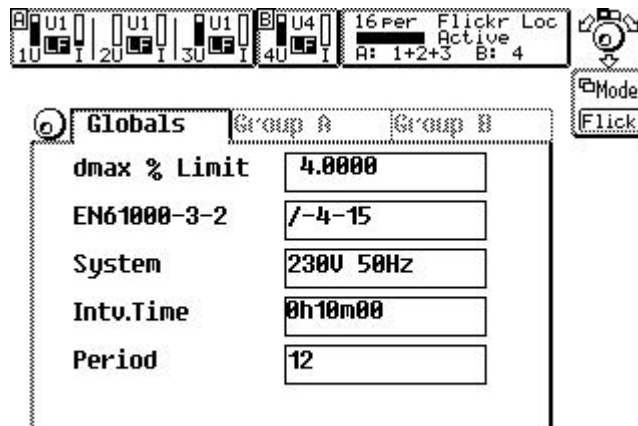 A U1 U1 U1 B U4 16 per Flickr Loc
LF LF LF LF Active
1U I 2U I 3U I 4U I A: 1+2+3 B: 4
Mode
Flick
Globals Group A Group B
dmax % Limit 4.0000
EN61000-3-2 /-4-15
System 230V 50Hz
Intv.Time 0h10m00
Period 12